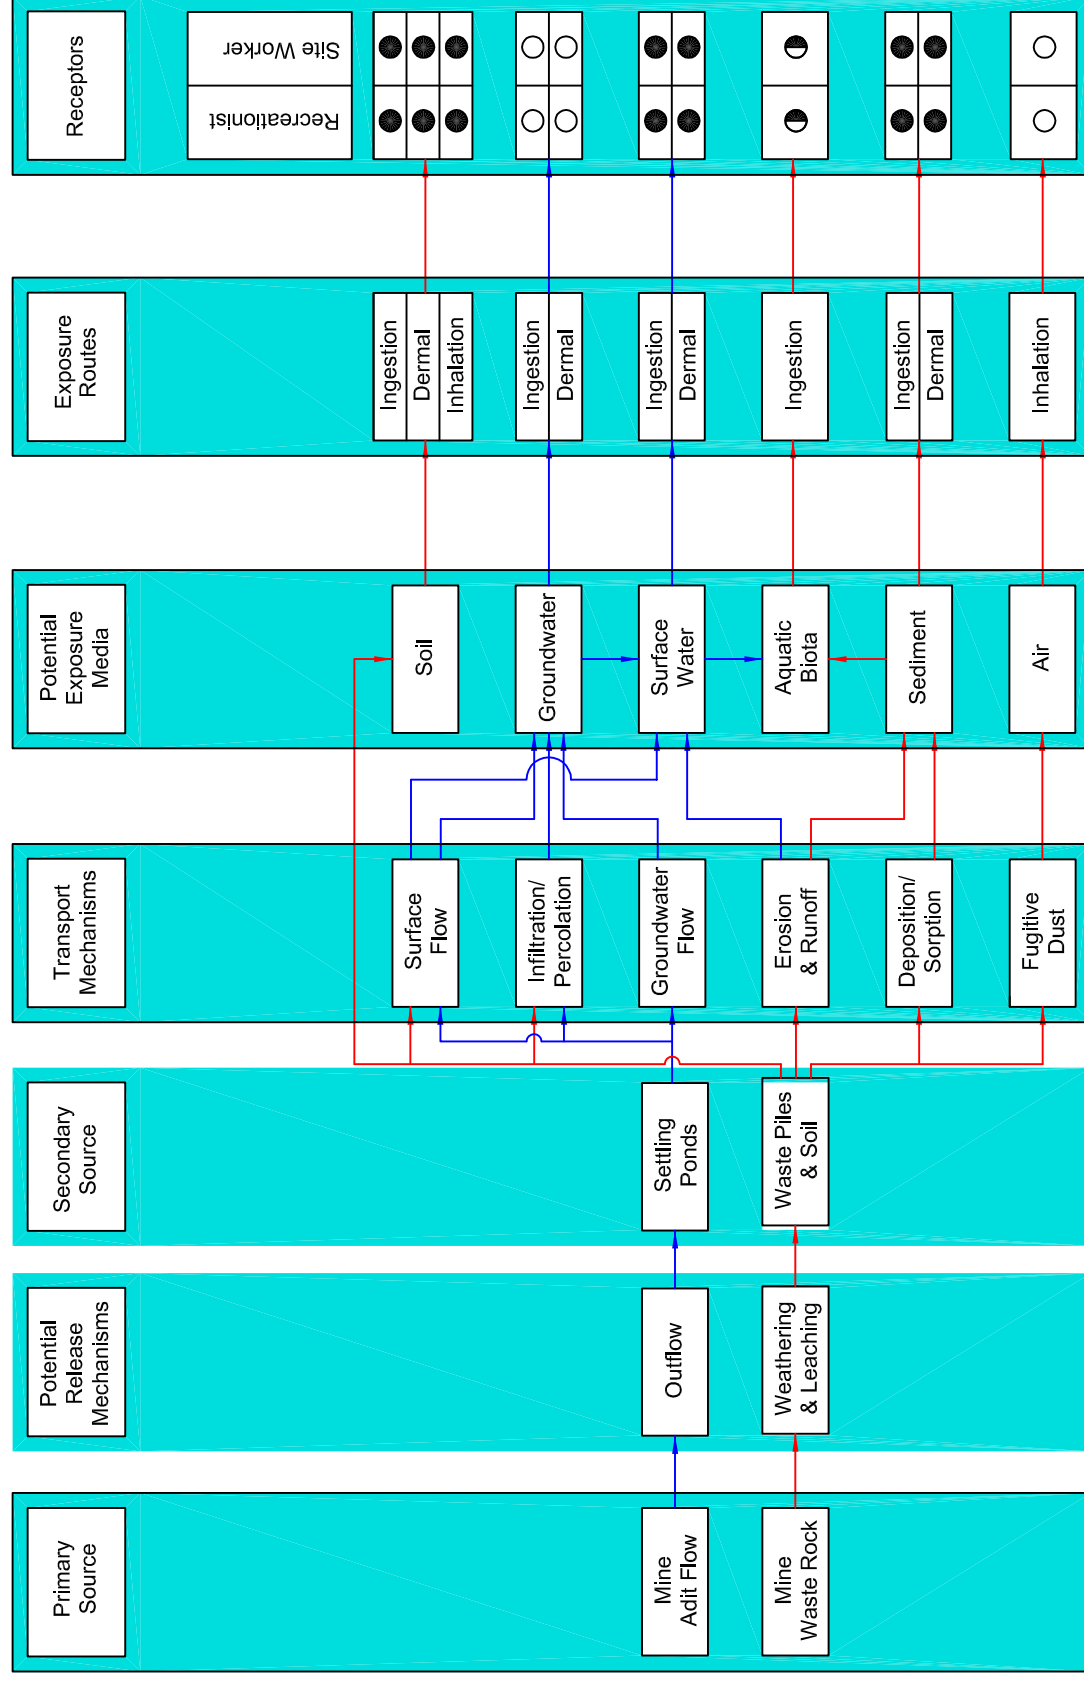 Primary
Source
Potential
Release
Mechanisms
Secondary
Source
Transport
Mechanisms
Potential
Exposure
Media
Exposure
Routes
Receptors
Recreationist
Site Worker
Mine
Adit Flow
Mine
Waste Rock
Outflow
Weathering
& Leaching
Settling
Ponds
Waste Piles
& Soil
Surface
Flow
Infiltration/
Percolation
Groundwater
Flow
Erosion
& Runoff
Deposition/
Sorption
Fugitive
Dust
Soil
Groundwater
Surface
Water
Aquatic
Biota
Sediment
Air
Ingestion
Dermal
Inhalation
Ingestion
Dermal
Ingestion
Dermal
Ingestion
Ingestion
Dermal
Inhalation